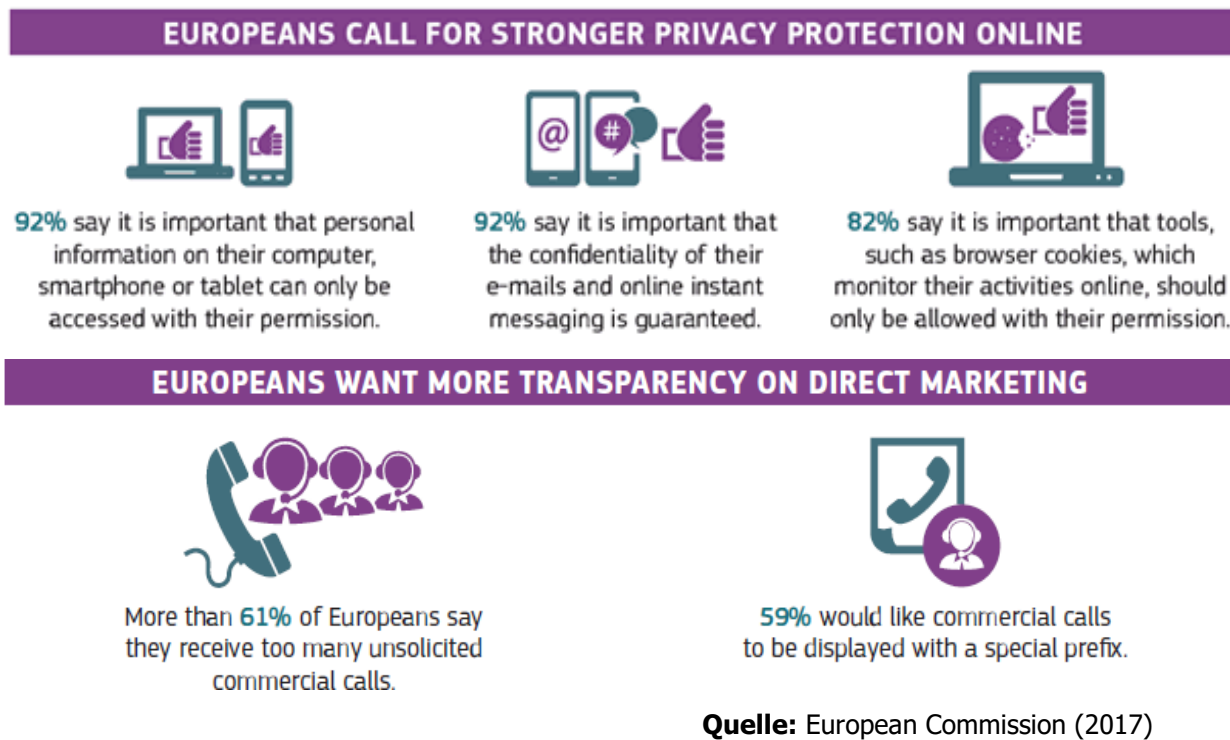 EUROPEANS CALL FOR STRONGER PRIVACY PROTECTION ONLINE
@
#
92% say it is important that personal
information on their computer,
smartphone or tablet can only be
accessed with their permission.
92% say it is important that
the confidentiality of their
e-mails and online instant
messaging is guaranteed.
82% say it is important that tools,
such as browser cookies, which
monitor their activities online, should
only be allowed with their permission.
EUROPEANS WANT MORE TRANSPARENCY ON DIRECT MARKETING
More than 61% of Europeans say
they receive too many unsolicited
commercial calls.
59% would like commercial calls
to be displayed with a special prefix.
Quelle: European Commission (2017)